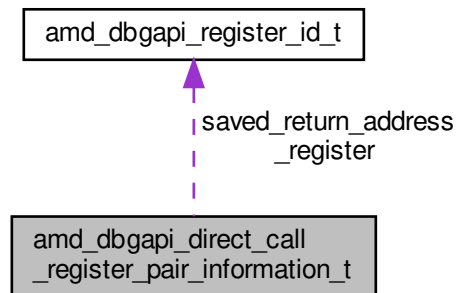 amd_dbgapi_register_id_t
saved_return_address
_register
amd_dbgapi_direct_call
_register_pair_information_t